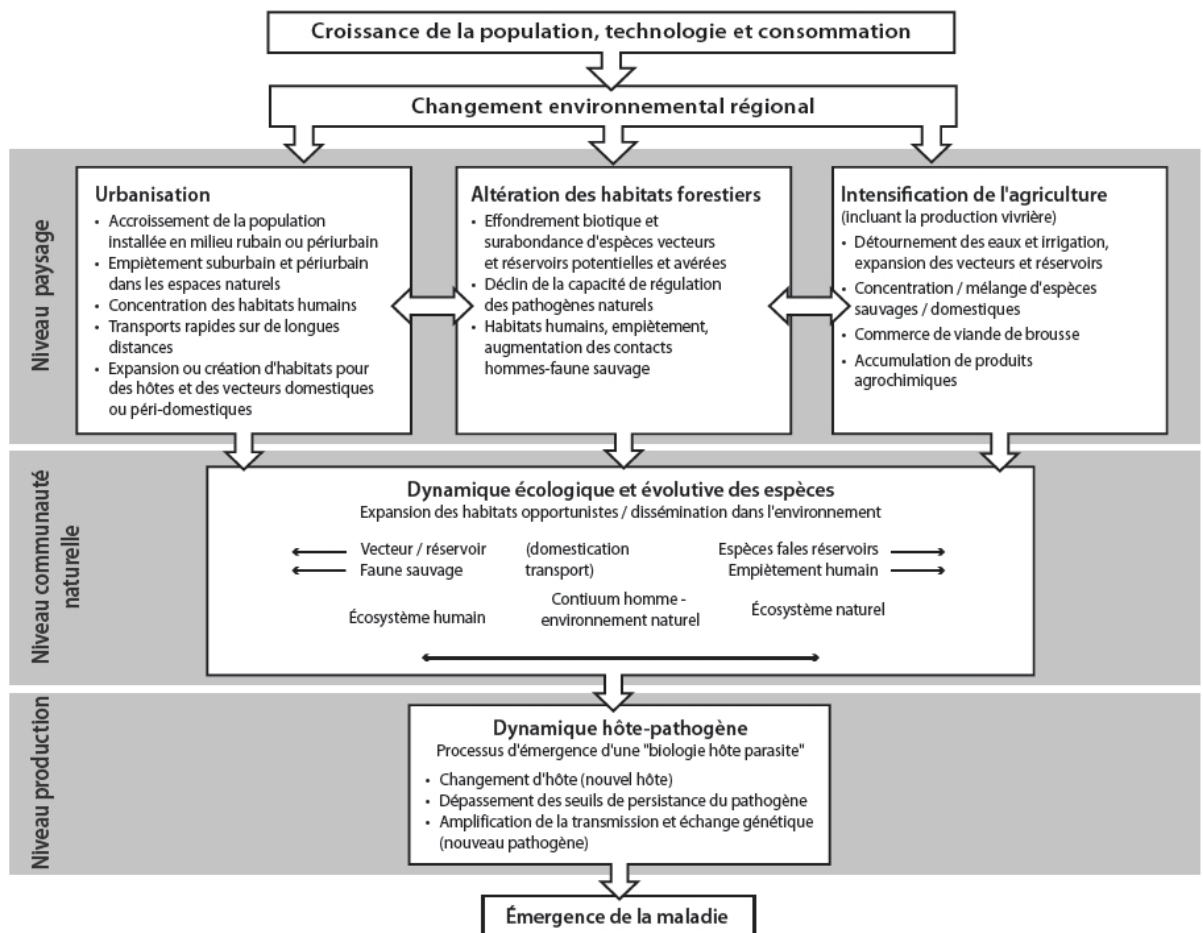 Croissance de la population, technologie et consommation
Changement environnemental régional
Niveau paysage
Urbanisation
• Accroissement de la population
installée en milieu rubain ou périurbain
• Empiètement suburbain et périurbain
dans les espaces naturels
• Concentration des habitats humains
• Transports rapides sur de longues
distances
• Expansion ou création d'habitats pour
des hôtes et des vecteurs domestiques
ou péri-domestiques
Altération des habitats forestiers
• Effondrement biotique et
surabondance d'espèces vecteurs
et réservoirs potentielles et avérées
• Déclin de la capacité de régulation
des pathogènes naturels
• Habitats humains, empiètement,
augmentation des contacts
hommes-faune sauvage
Intensification de l'agriculture
(incluant la production vivrière)
• Détournement des eaux et irrigation,
expansion des vecteurs et réservoirs
• Concentration / mélange d'espèces
sauvages / domestiques
• Commerce de viande de brousse
• Accumulation de produits
agrochimiques
Niveau communauté
naturelle
Dynamique écologique et évolutive des espèces
Expansion des habitats opportunistes / dissémination dans l'environnement
Vecteur / réservoir (domestication Espèces fales réservoirs
Faune sauvage transport) Empiètement humain
Écosystème humain
Contiuum homme -
environnement naturel
Écosystème naturel
Niveau production
Dynamique hôte-pathogène
Processus d'émergence d'une "biologie hôte parasite"
• Changement d'hôte (nouvel hôte)
• Dépassement des seuils de persistance du pathogène
• Amplification de la transmission et échange génétique
(nouveau pathogène)
Émergence de la maladie